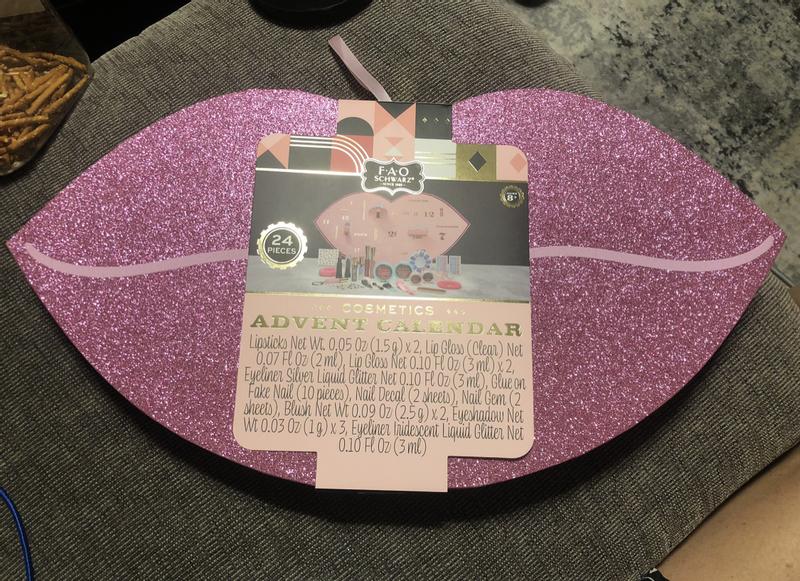 F·A·O
SCHWARZ
SINCE 1862
8+
24
PIECES
COSMETICS
ADVENT CALENDAR
Lipsticks Net Wt. 0.05 Oz (1.5 g) x 2, Lip Gloss (Clear) Net
0.07 Fl Oz (2 ml), Lip Gloss Net 0.10 Fl Oz (3 ml) x 2,
Eyeliner Silver Liquid Glitter Net 0.10 Fl Oz (3 ml), Glue on
Fake Nail (10 pieces), Nail Decal (2 sheets), Nail Gem (2
sheets), Blush Net Wt 0.09 Oz (2.5 g) x 2, Eyeshadow Net
Wt 0.03 Oz (1 g) x 3, Eyeliner Iridescent Liquid Glitter Net
0.10 Fl Oz (3 ml)